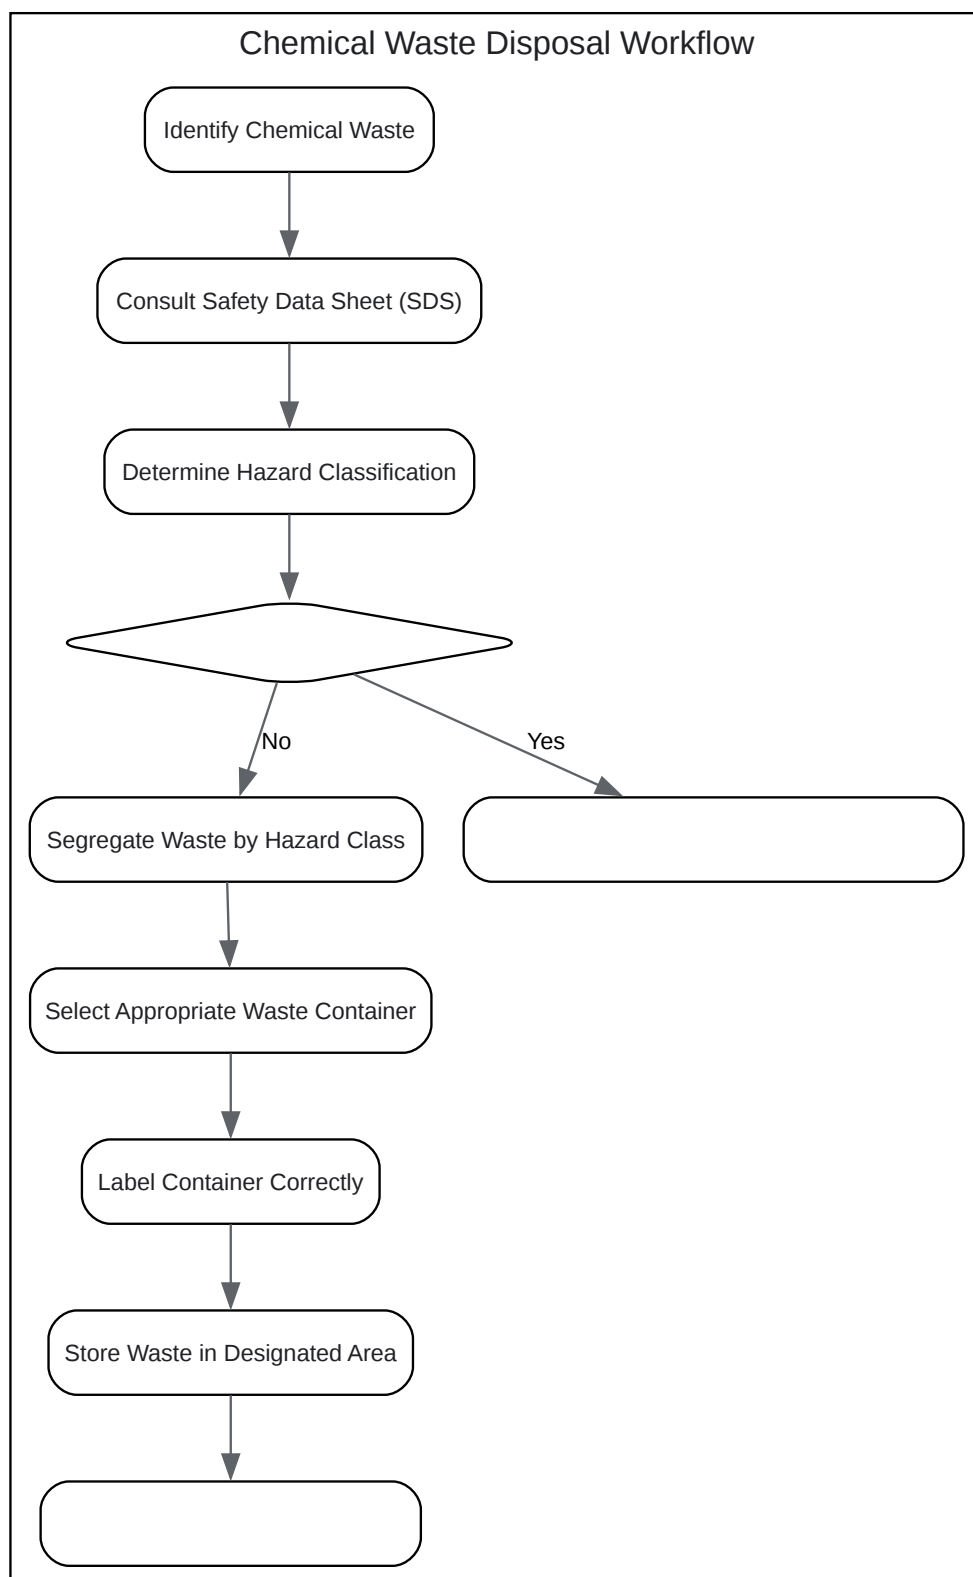 Chemical Waste Disposal Workflow
Identify Chemical Waste
Consult Safety Data Sheet (SDS)
Determine Hazard Classification
No
Yes
Segregate Waste by Hazard Class
Select Appropriate Waste Container
Label Container Correctly
Store Waste in Designated Area